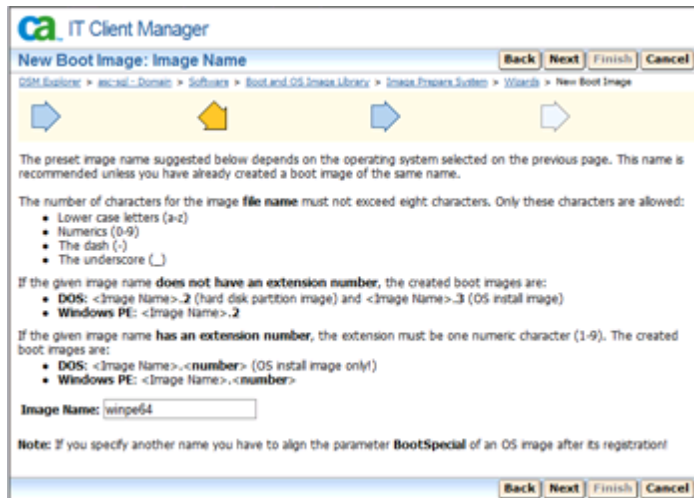 ca IT Client Manager
New Boot Image: Image Name Back Next Finish Cancel
DSM Explorer > asc-sql - Domain > Software > Boot and OS Image Library > Image Prepare System > Wizards > New Boot Image
The preset image name suggested below depends on the operating system selected on the previous page. This name is
recommended unless you have already created a boot image of the same name.
The number of characters for the image file name must not exceed eight characters. Only these characters are allowed:
• Lower case letters (a-z)
• Numerics (0-9)
• The dash (-)
• The underscore (_)
If the given image name does not have an extension number, the created boot images are:
• DOS: <Image Name>.2 (hard disk partition image) and <Image Name>.3 (OS install image)
• Windows PE: <Image Name>.2
If the given image name has an extension number, the extension must be one numeric character (1-9). The created
boot images are:
• DOS: <Image Name>.<number> (OS install image only!)
• Windows PE: <Image Name>.<number>
Image Name: winpe64
Note: If you specify another name you have to align the parameter BootSpecial of an OS image after its registration!
Back Next Finish Cancel